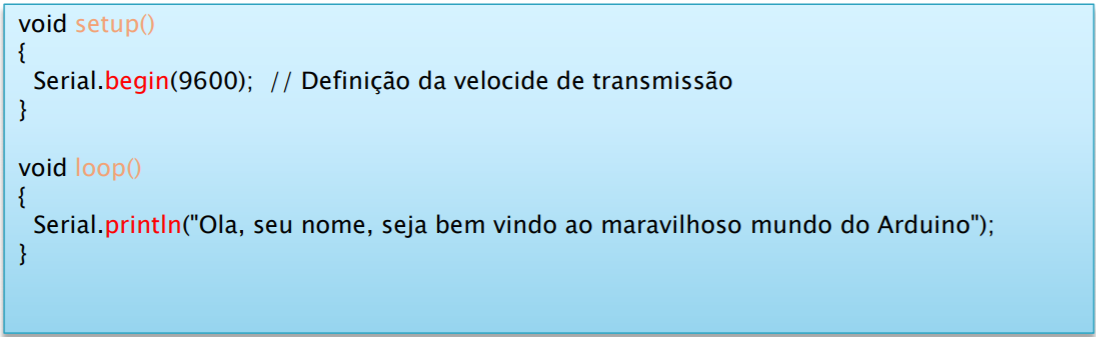 void setup()
{
Serial.begin(9600); // Definição da velocide de transmissão
}
void loop()
{
Serial.println("Ola, seu nome, seja bem vindo ao maravilhoso mundo do Arduino");
}